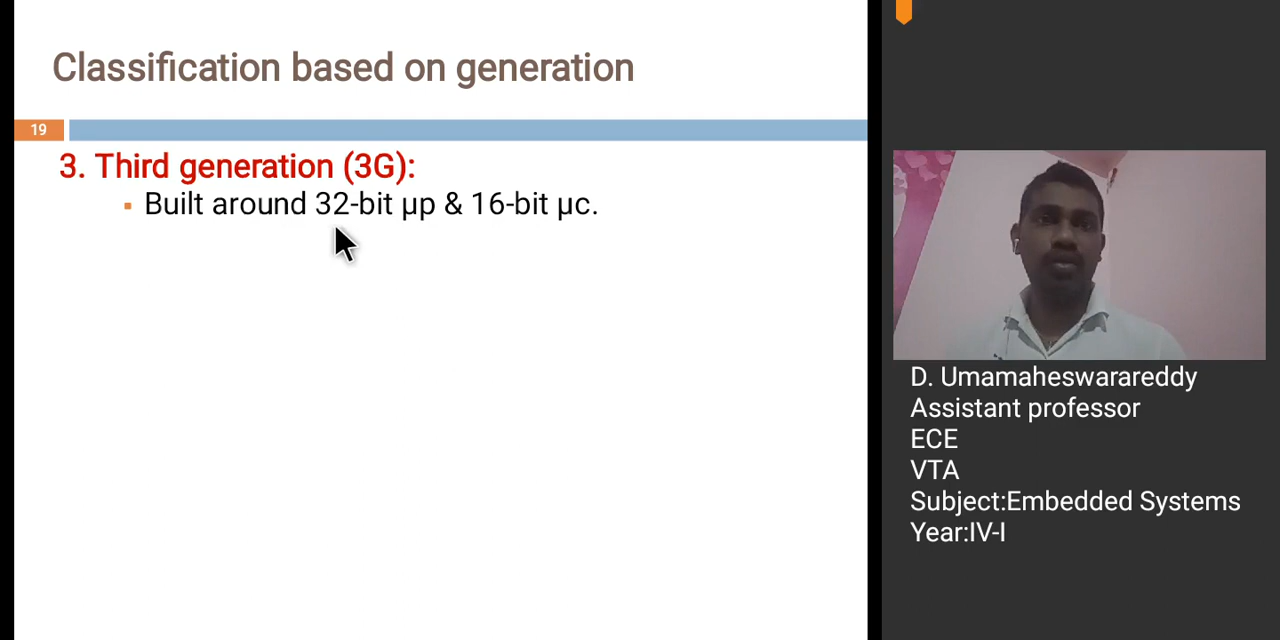 Classification based on generation
19
3. Third generation (3G):
▪ Built around 32-bit µp & 16-bit µc.
D. Umamaheswarareddy
Assistant professor
ECE
VTA
Subject:Embedded Systems
Year:IV-I